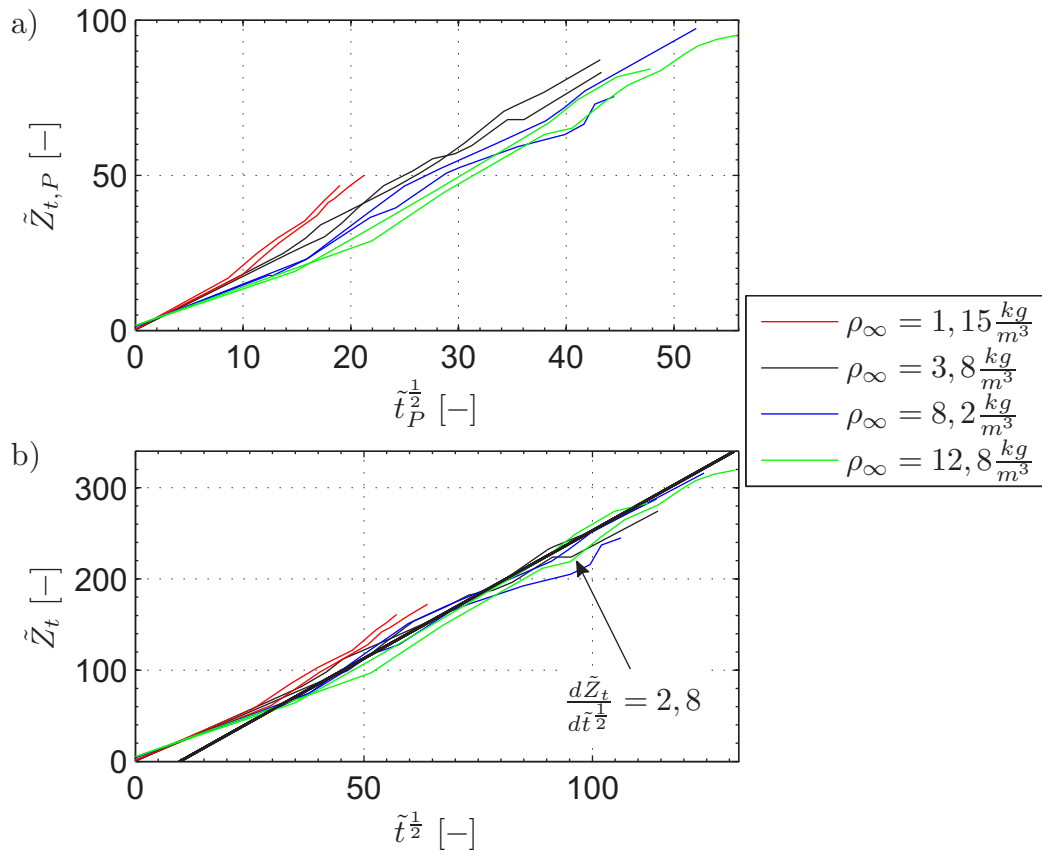 a)
100
50
0
Z̃_{t,P} [−]
0 10 20 30 40 50
t̃_P^{1/2} [−]
ρ_∞ = 1,15 kg/m³
ρ_∞ = 3,8 kg/m³
ρ_∞ = 8,2 kg/m³
ρ_∞ = 12,8 kg/m³
b)
300
200
100
0
Z̃_t [−]
dZ̃_t/dt̃^{1/2} = 2,8
0 50 100
t̃^{1/2} [−]